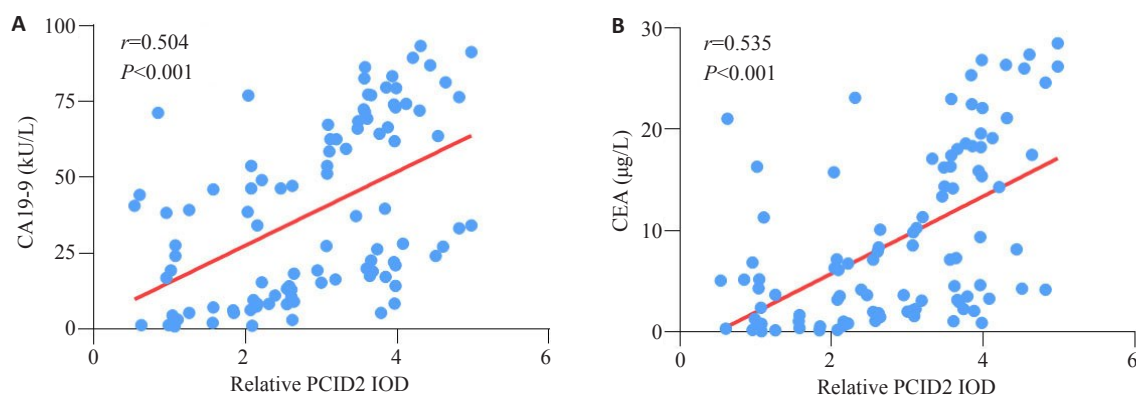 A
r=0.504
P<0.001
CA19-9 (kU/L)
100
75
50
25
0
0 2 4 6
Relative PCID2 IOD
B
r=0.535
P<0.001
CEA (μg/L)
30
20
10
0
0 2 4 6
Relative PCID2 IOD